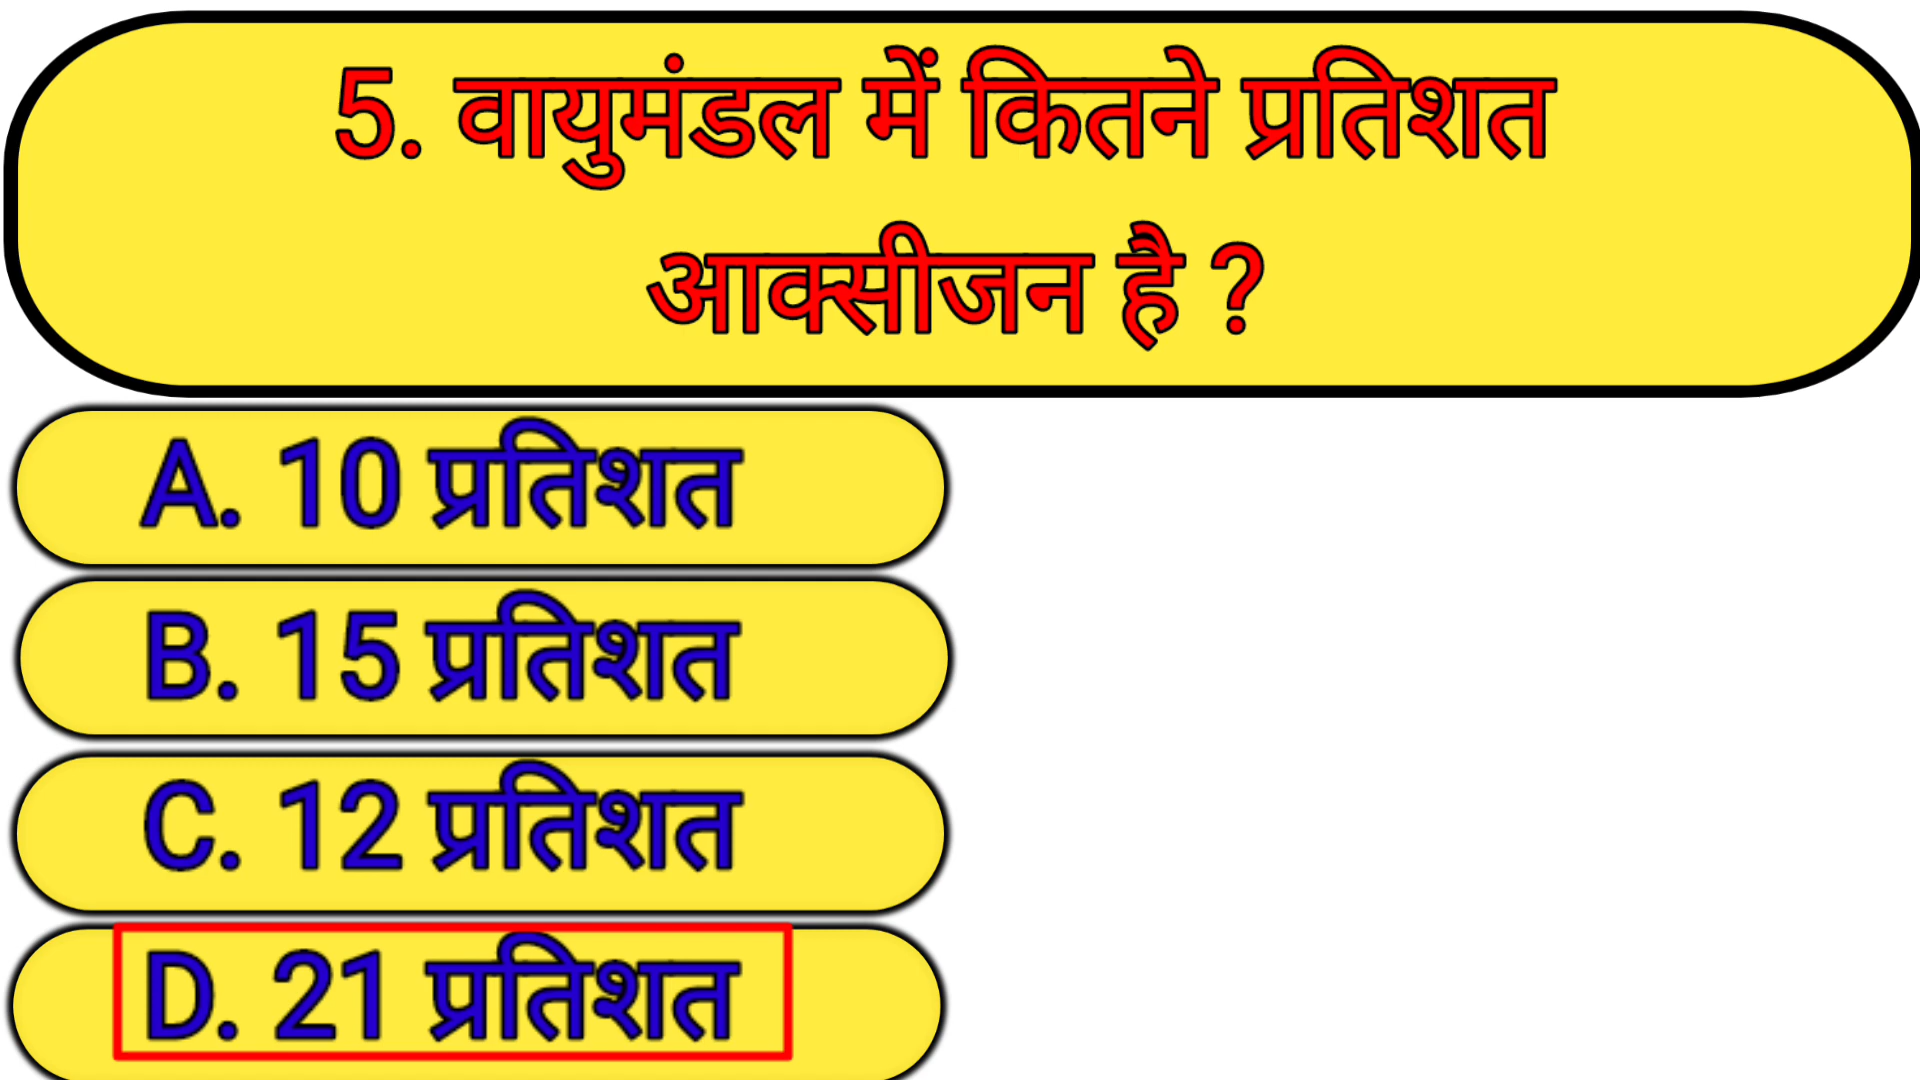 5. वायुमंडल में कितने प्रतिशत
आक्सीजन है ?
A. 10 प्रतिशत
B. 15 प्रतिशत
C. 12 प्रतिशत
D. 21 प्रतिशत